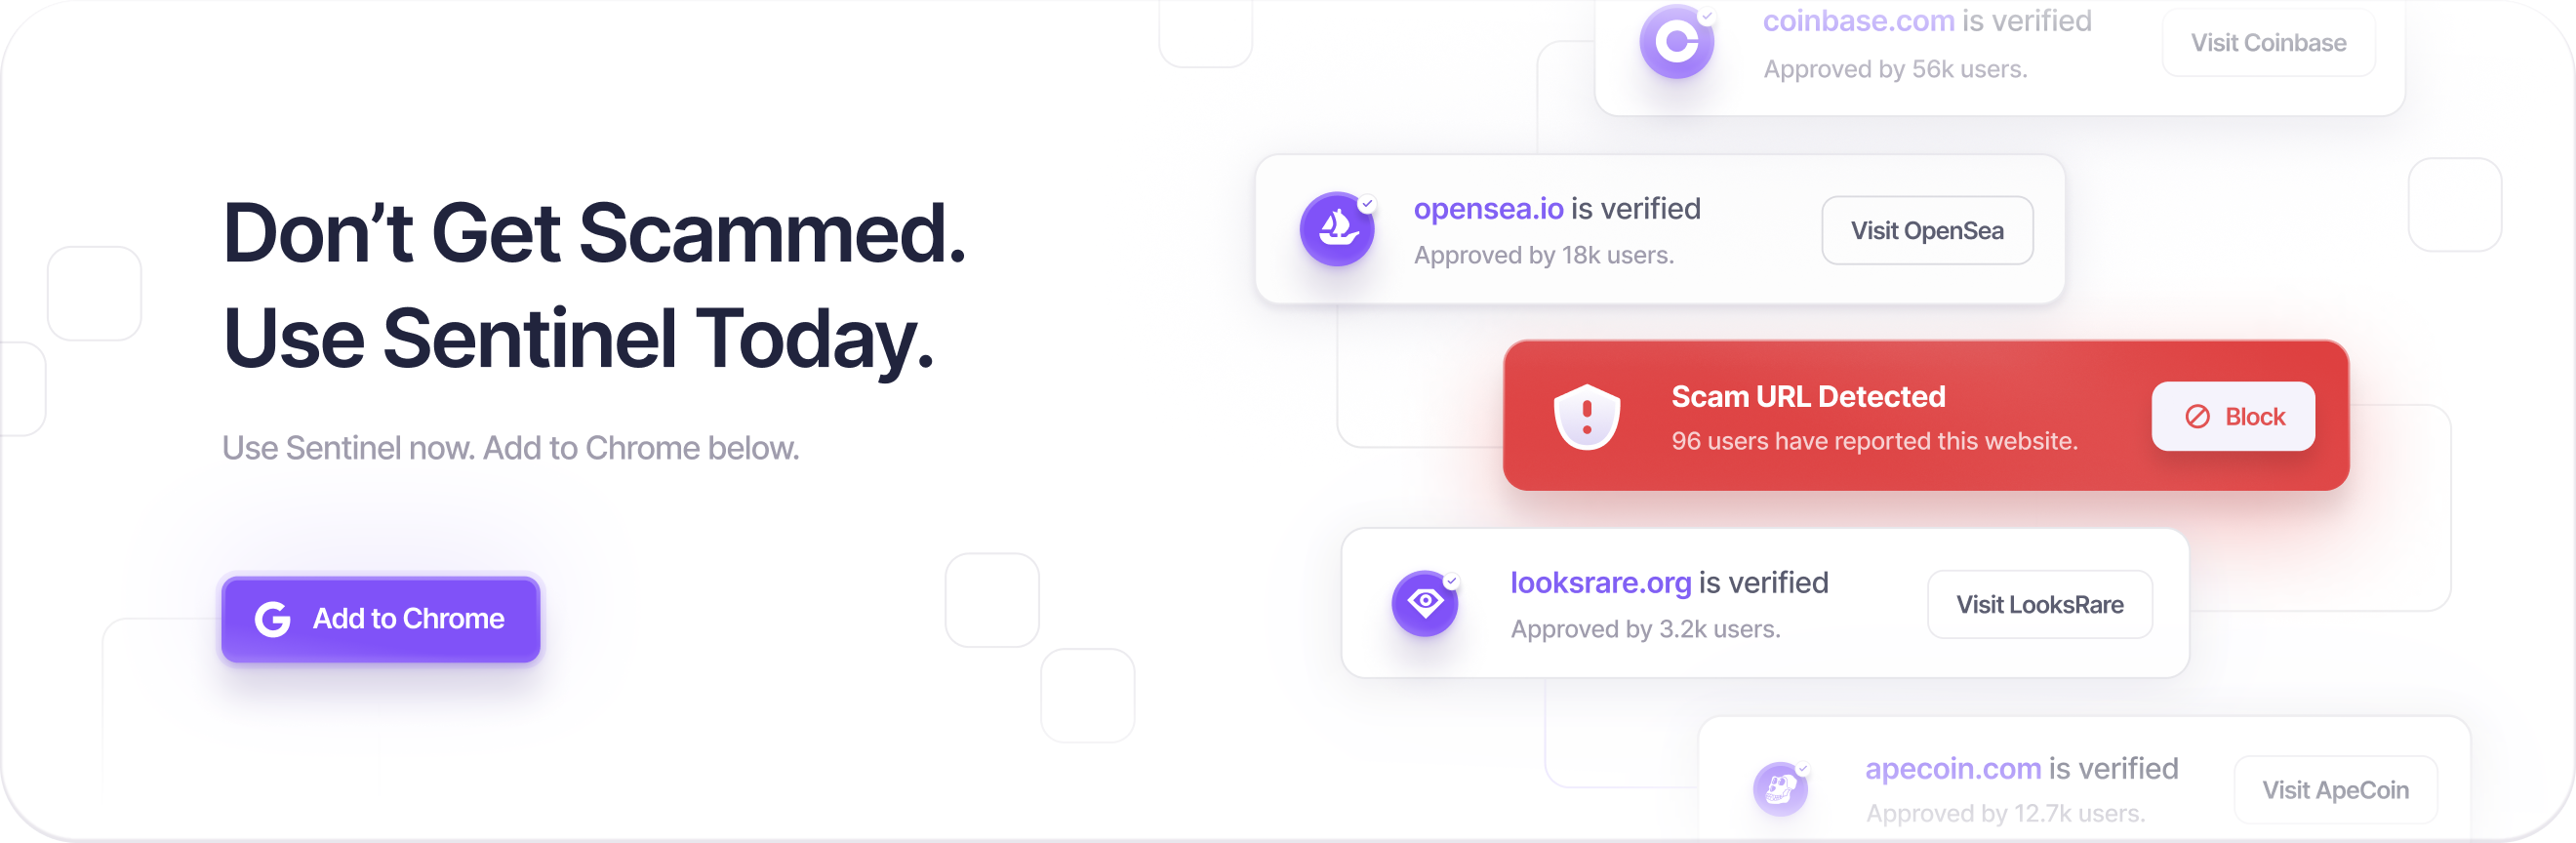 Don’t Get Scammed.
Use Sentinel Today.
Use Sentinel now. Add to Chrome below.
Add to Chrome
coinbase.com is verified
Approved by 56k users.
Visit Coinbase
opensea.io is verified
Approved by 18k users.
Visit OpenSea
Scam URL Detected
96 users have reported this website.
Block
looksrare.org is verified
Approved by 3.2k users.
Visit LooksRare
apecoin.com is verified
Approved by 12.7k users.
Visit ApeCoin